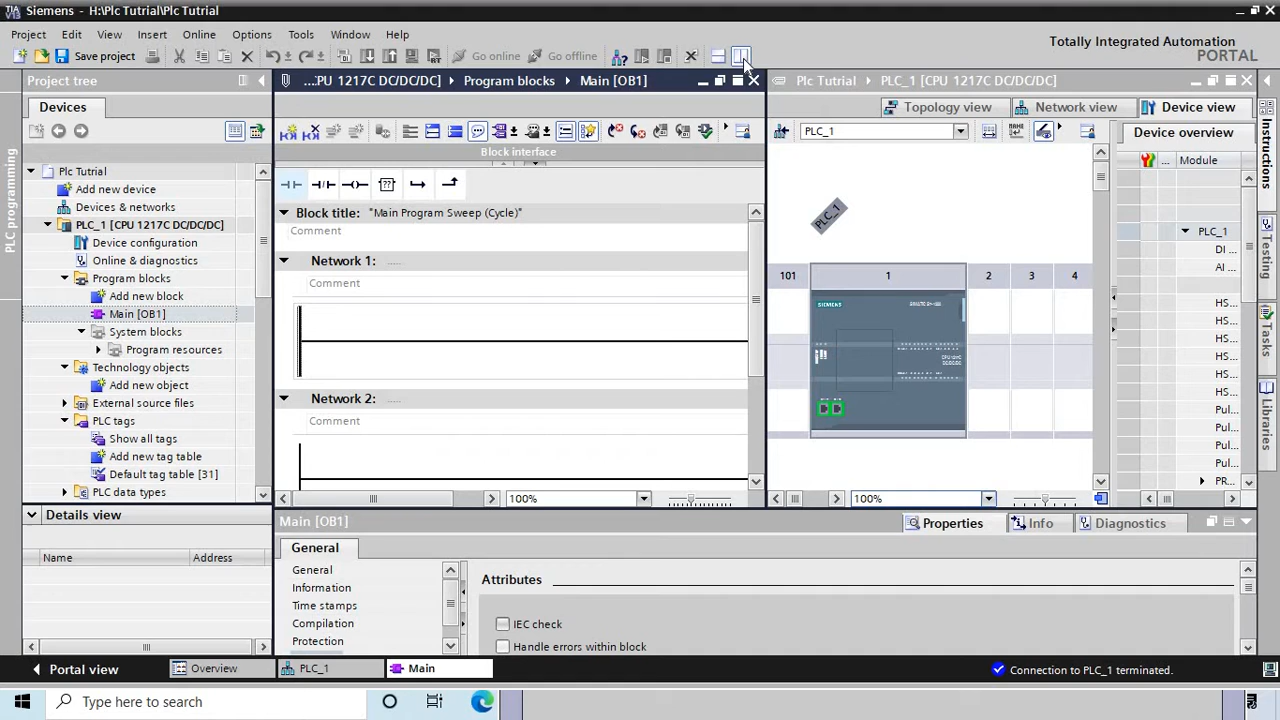 Siemens - H:\Plc Tutrial\Plc Tutrial
Project Edit View Insert Online Options Tools Window Help
Totally Integrated Automation
PORTAL
Save project
Go online
Go offline
Project tree
...PU 1217C DC/DC/DC] Program blocks Main [OB1]
Plc Tutrial PLC_1 [CPU 1217C DC/DC/DC]
Devices
Topology view Network view Device view
PLC_1
Device overview
... Module
Block interface
Plc Tutrial
Add new device
Devices & networks
PLC_1 [CPU 1217C DC/DC/DC]
Device configuration
Online & diagnostics
Program blocks
Add new block
Main [OB1]
System blocks
Program resources
Technology objects
Add new object
External source files
PLC tags
Show all tags
Add new tag table
Default tag table [31]
PLC data types
Block title: "Main Program Sweep (Cycle)"
Comment
Network 1: .....
Comment
Network 2: .....
Comment
100%
PLC_1
101 1 2 3 4
SIEMENS
100%
PLC_1
DI ...
AI ...
HS...
HS...
HS...
HS...
HS...
HS...
Pul...
Pul...
Pul...
Pul...
PR...
PLC programming
Instructions
Testing
Tasks
Libraries
Details view
Name Address
Main [OB1]
Properties Info Diagnostics
General
General
Information
Time stamps
Compilation
Protection
Attributes
IEC check
Handle errors within block
Portal view
Overview
PLC_1
Main
Connection to PLC_1 terminated.
Type here to search